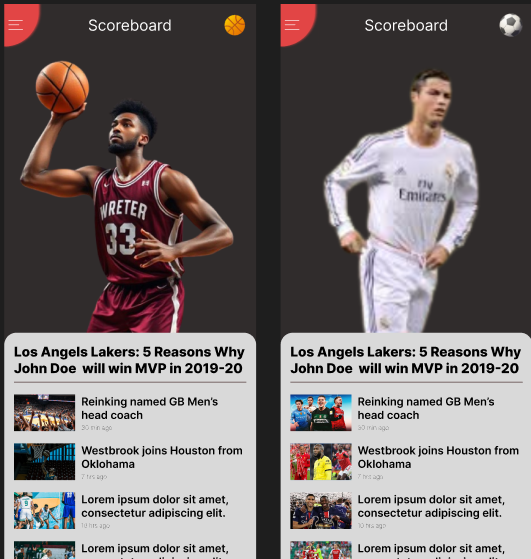 Scoreboard
WRETER
33
Los Angels Lakers: 5 Reasons Why
John Doe will win MVP in 2019-20
Reinking named GB Men's
head coach
30 min ago
Westbrook joins Houston from
Oklohama
7 hrs ago
Lorem ipsum dolor sit amet,
consectetur adipiscing elit.
10 hrs ago
Lorem ipsum dolor sit amet,
Scoreboard
Fly
Emirates
Los Angels Lakers: 5 Reasons Why
John Doe will win MVP in 2019-20
Reinking named GB Men's
head coach
30 min ago
Westbrook joins Houston from
Oklohama
7 hrs ago
Lorem ipsum dolor sit amet,
consectetur adipiscing elit.
10 hrs ago
Lorem ipsum dolor sit amet,